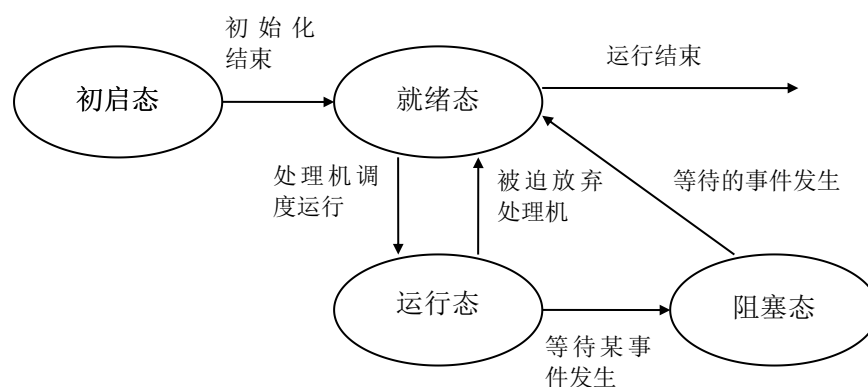 初始化
结束
运行结束
初启态
就绪态
处理机调
度运行
被迫放弃
处理机
等待的事件发生
运行态
阻塞态
等待某事
件发生